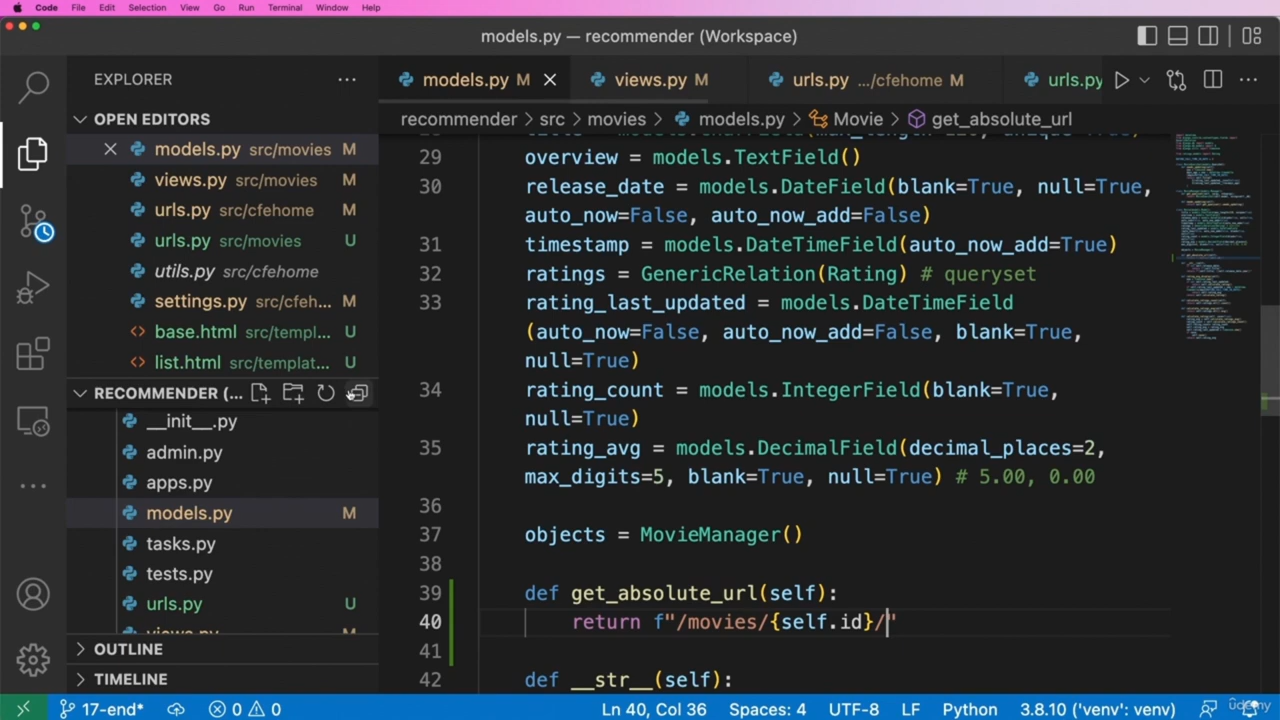 Code File Edit Selection View Go Run Terminal Window Help
models.py — recommender (Workspace)
EXPLORER
models.py M
views.py M
urls.py .../cfehome M
urls.py
OPEN EDITORS
recommender > src > movies > models.py > Movie > get_absolute_url
models.py src/movies M
views.py src/movies M
urls.py src/cfehome M
urls.py src/movies U
utils.py src/cfehome
settings.py src/cfeh... M
base.html src/templ... U
list.html src/templat... U
RECOMMENDER (...
__init__.py
admin.py
apps.py
models.py M
tasks.py
tests.py
urls.py U
views.py M
OUTLINE
TIMELINE
29 overview = models.TextField()
30 release_date = models.DateField(blank=True, null=True,
auto_now=False, auto_now_add=False)
31 timestamp = models.DateTimeField(auto_now_add=True)
32 ratings = GenericRelation(Rating) # queryset
33 rating_last_updated = models.DateTimeField
(auto_now=False, auto_now_add=False, blank=True,
null=True)
34 rating_count = models.IntegerField(blank=True,
null=True)
35 rating_avg = models.DecimalField(decimal_places=2,
max_digits=5, blank=True, null=True) # 5.00, 0.00
36
37 objects = MovieManager()
38
39 def get_absolute_url(self):
40 return f"/movies/{self.id}/"
41
42 def __str__(self):
17-end* 0 0 Ln 40, Col 36 Spaces: 4 UTF-8 LF Python 3.8.10 ('venv': venv)
udemy